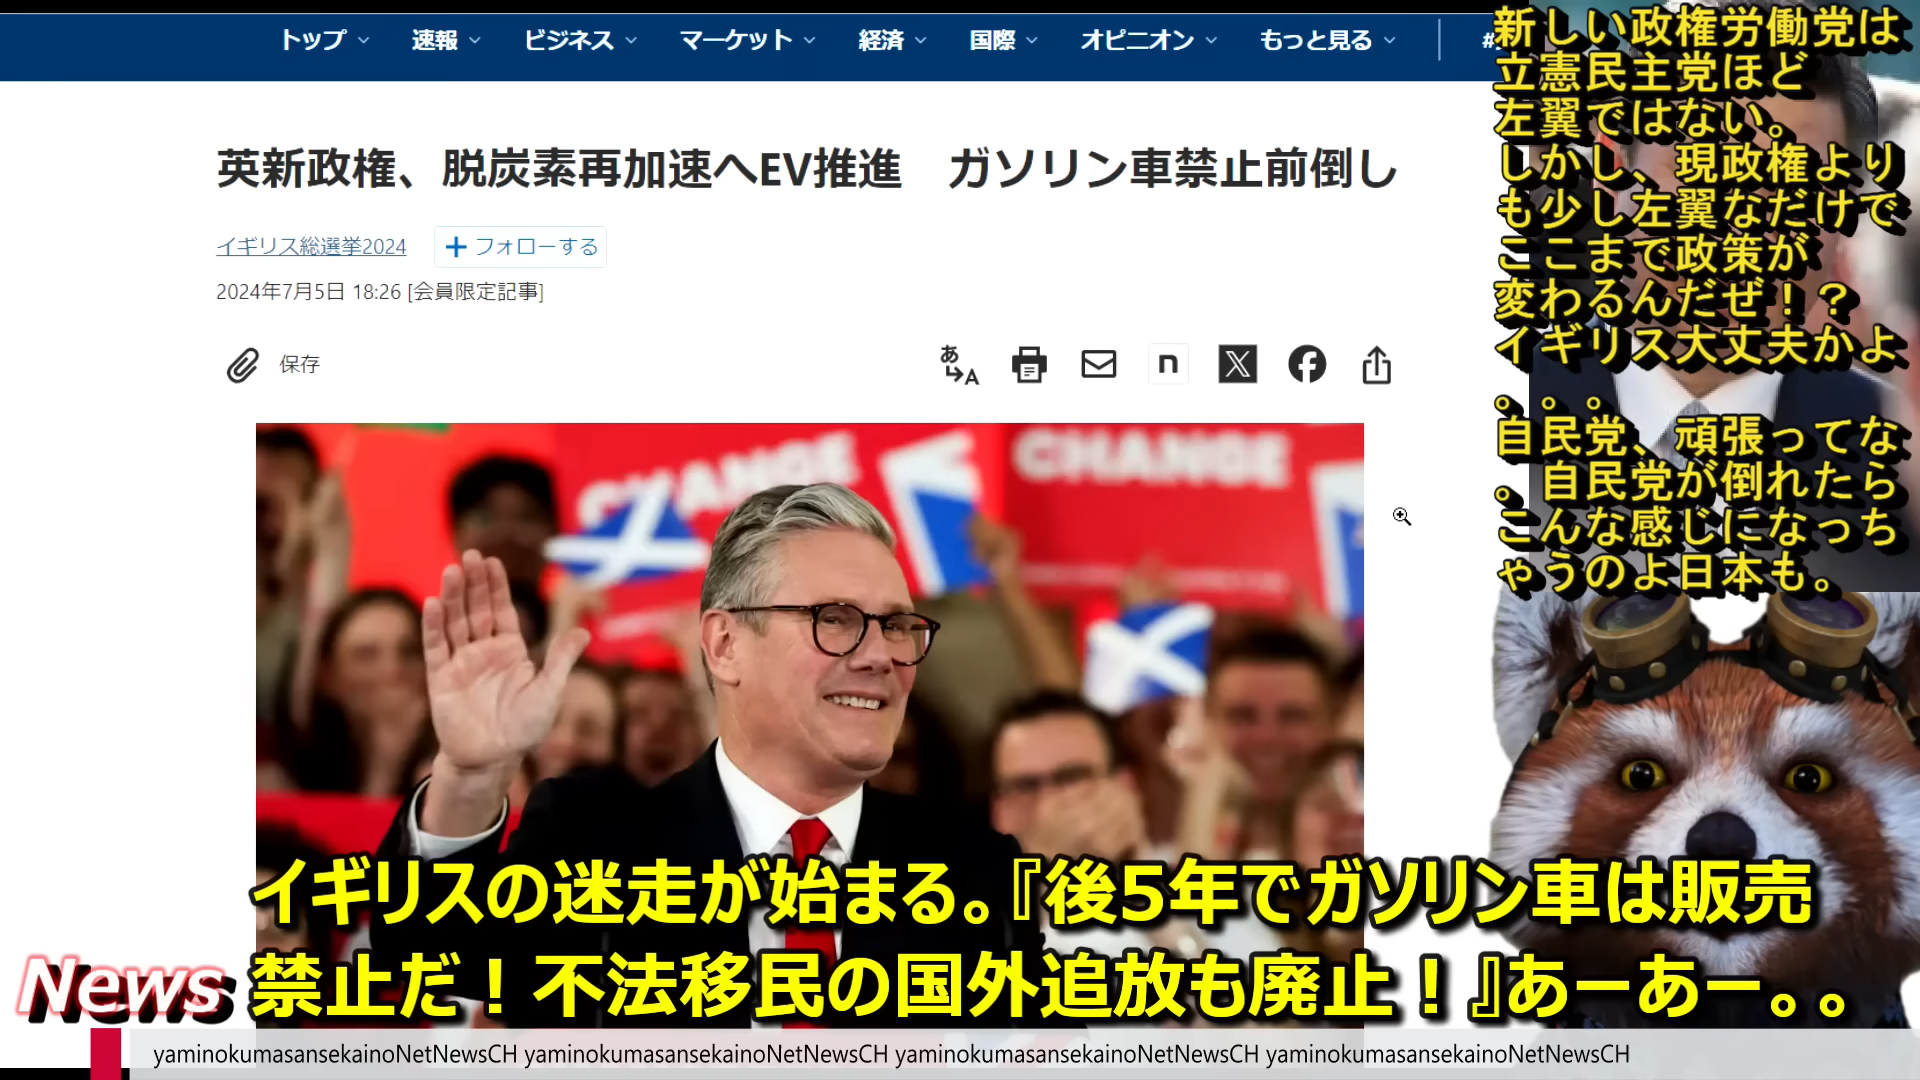 トップ 速報 ビジネス マーケット 経済 国際 オピニオン もっと見る
英新政権、脱炭素再加速へEV推進　ガソリン車禁止前倒し
イギリス総選挙2024 ＋フォローする
2024年7月5日 18:26 [会員限定記事]
保存
CHANGE CHANGE
新しい政権労働党は
立憲民主党ほど
左翼ではない。
しかし、現政権より
も少し左翼なだけで
ここまで政策が
変わるんだぜ！？
イギリス大丈夫かよ
。。。
自民党、頑張ってな
。自民党が倒れたら
こんな感じになっち
ゃうのよ日本も。
イギリスの迷走が始まる。『後5年でガソリン車は販売
禁止だ！不法移民の国外追放も廃止！』あーあー。。
News
yaminokumasansekainoNetNewsCH yaminokumasansekainoNetNewsCH yaminokumasansekainoNetNewsCH yaminokumasansekainoNetNewsCH